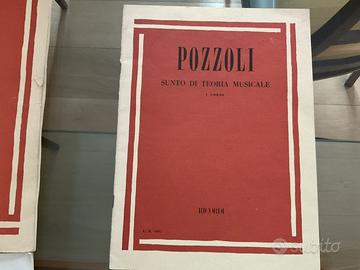 POZZOLI
SUNTO DI TEORIA MUSICALE
I CORSO
RICORDI
subito